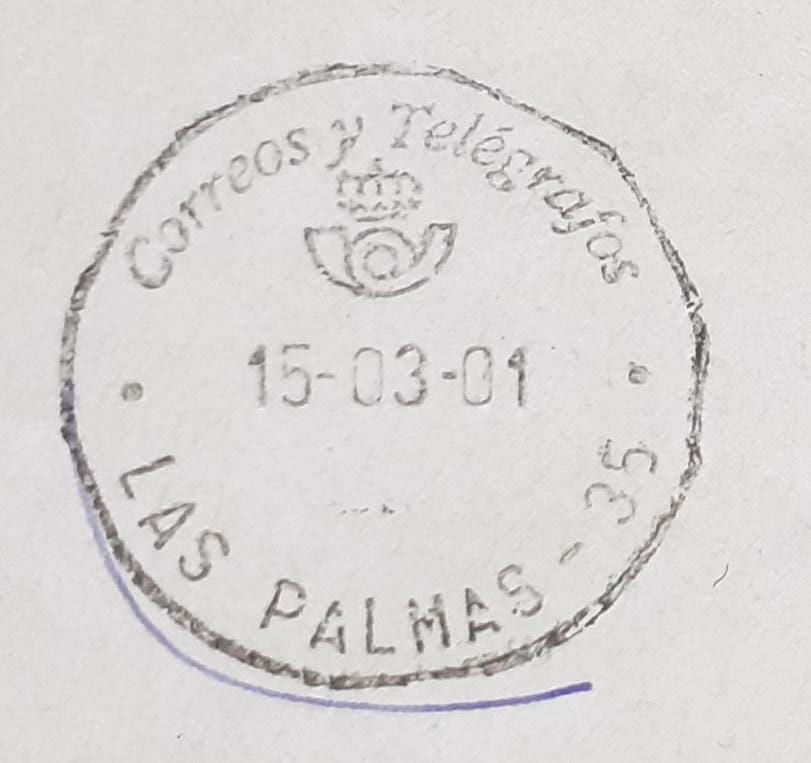 Correos y Telégrafos
15-03-01
LAS PALMAS - 35